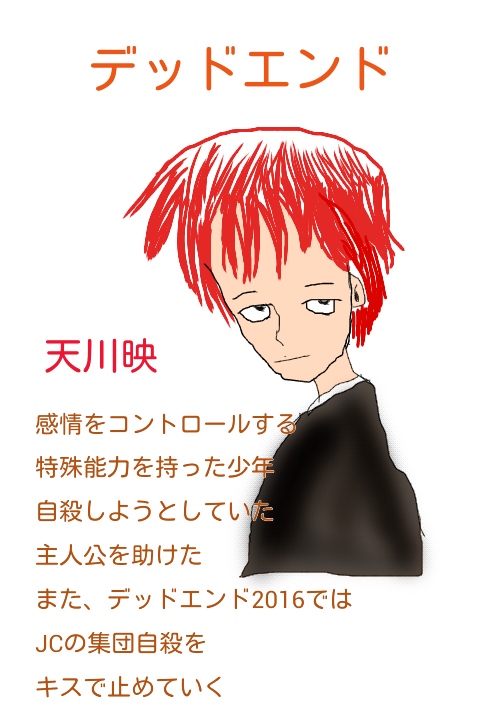 デッドエンド
天川映
感情をコントロールする
特殊能力を持った少年
自殺しようとしていた
主人公を助けた
また、デッドエンド2016では
JCの集団自殺を
キスで止めていく